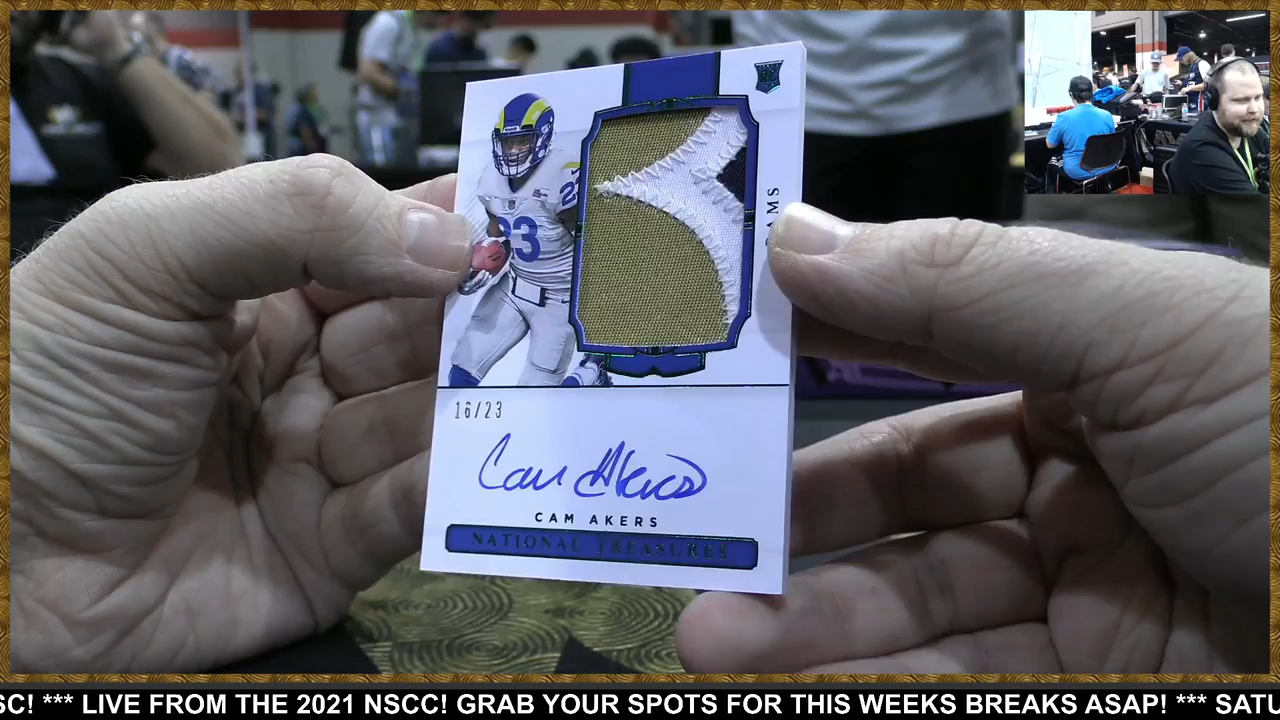 RAMS
23
16/23
Cam Akers
CAM AKERS
NATIONAL TREASURES
SC! *** LIVE FROM THE 2021 NSCC! GRAB YOUR SPOTS FOR THIS WEEKS BREAKS ASAP! *** SATU